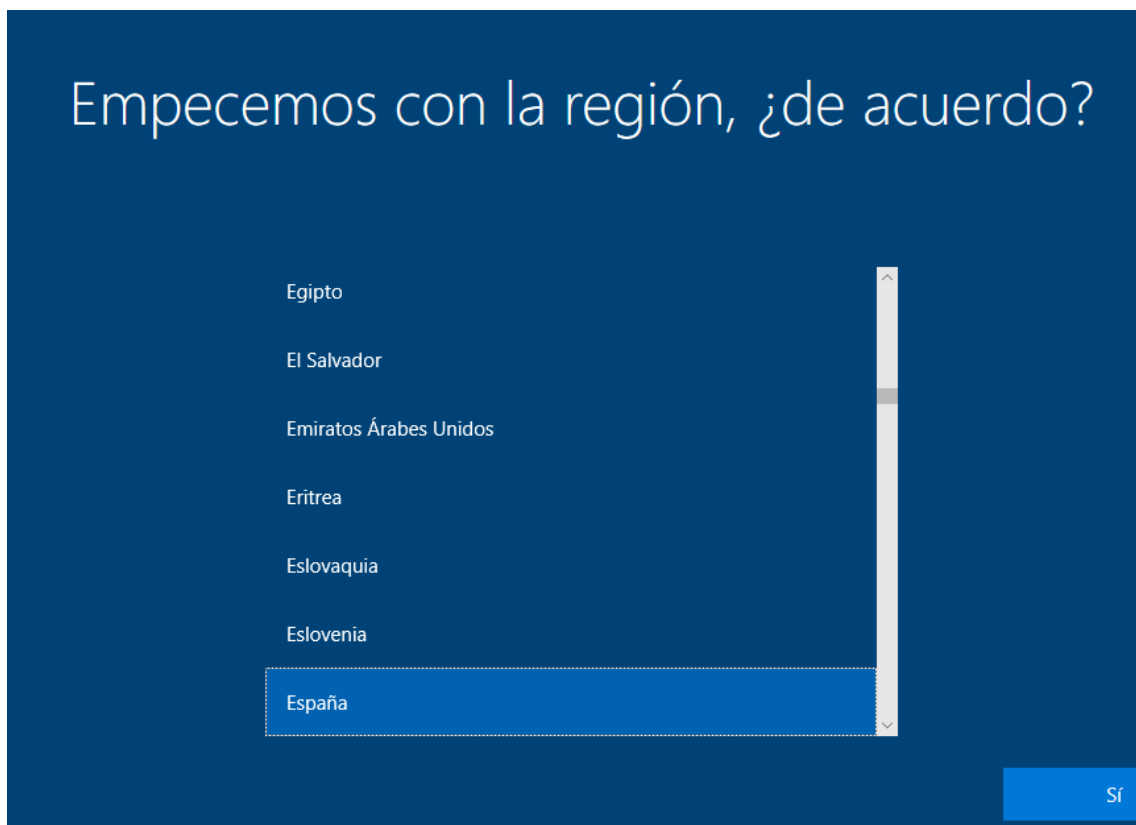 Empecemos con la región, ¿de acuerdo?
Egipto
El Salvador
Emiratos Árabes Unidos
Eritrea
Eslovaquia
Eslovenia
España
Sí